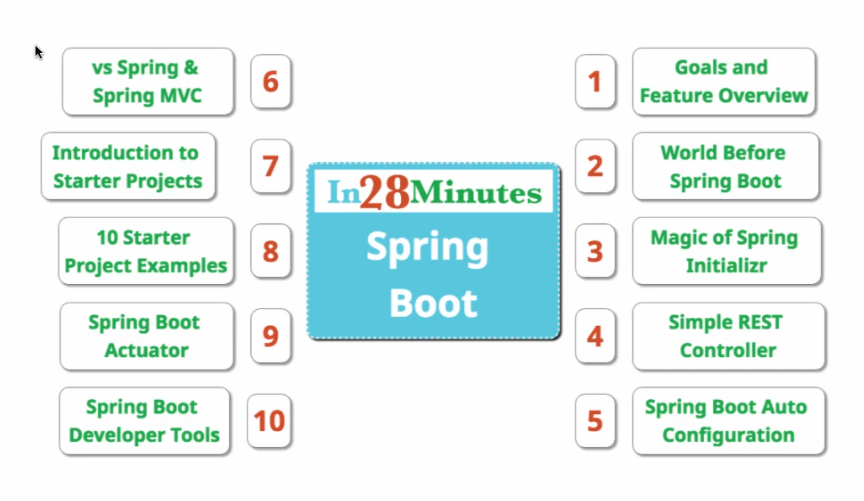 In28Minutes
Spring
Boot
1
Goals and
Feature Overview
2
World Before
Spring Boot
3
Magic of Spring
Initializr
4
Simple REST
Controller
5
Spring Boot Auto
Configuration
6
vs Spring &
Spring MVC
7
Introduction to
Starter Projects
8
10 Starter
Project Examples
9
Spring Boot
Actuator
10
Spring Boot
Developer Tools